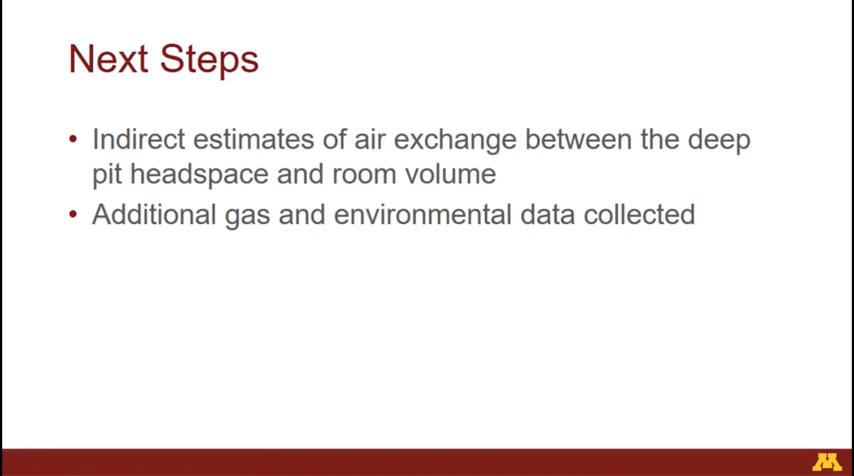 Next Steps
• Indirect estimates of air exchange between the deep
pit headspace and room volume
• Additional gas and environmental data collected
M